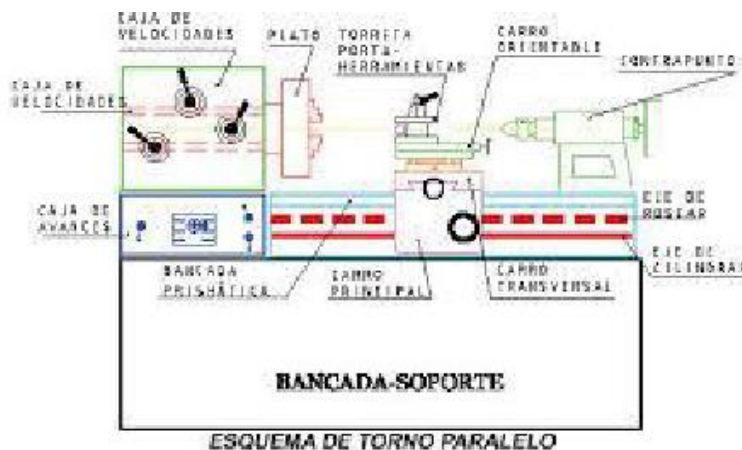 CAJA DE
VELOCIDADES
PLATO
TORRETA
PORTA-
HERRAMIENTAS
CARRO
ORIENTABLE
CONTRAPUNTO
CAJA DE
VELOCIDADES
CAJA DE
AVANCES
EJE DE
ROSCAR
EJE DE
CILINDRAR
BANCADA
PRISMÁTICA
CARRO
PRINCIPAL
CARRO
TRANSVERSAL
BANCADA-SOPORTE
ESQUEMA DE TORNO PARALELO